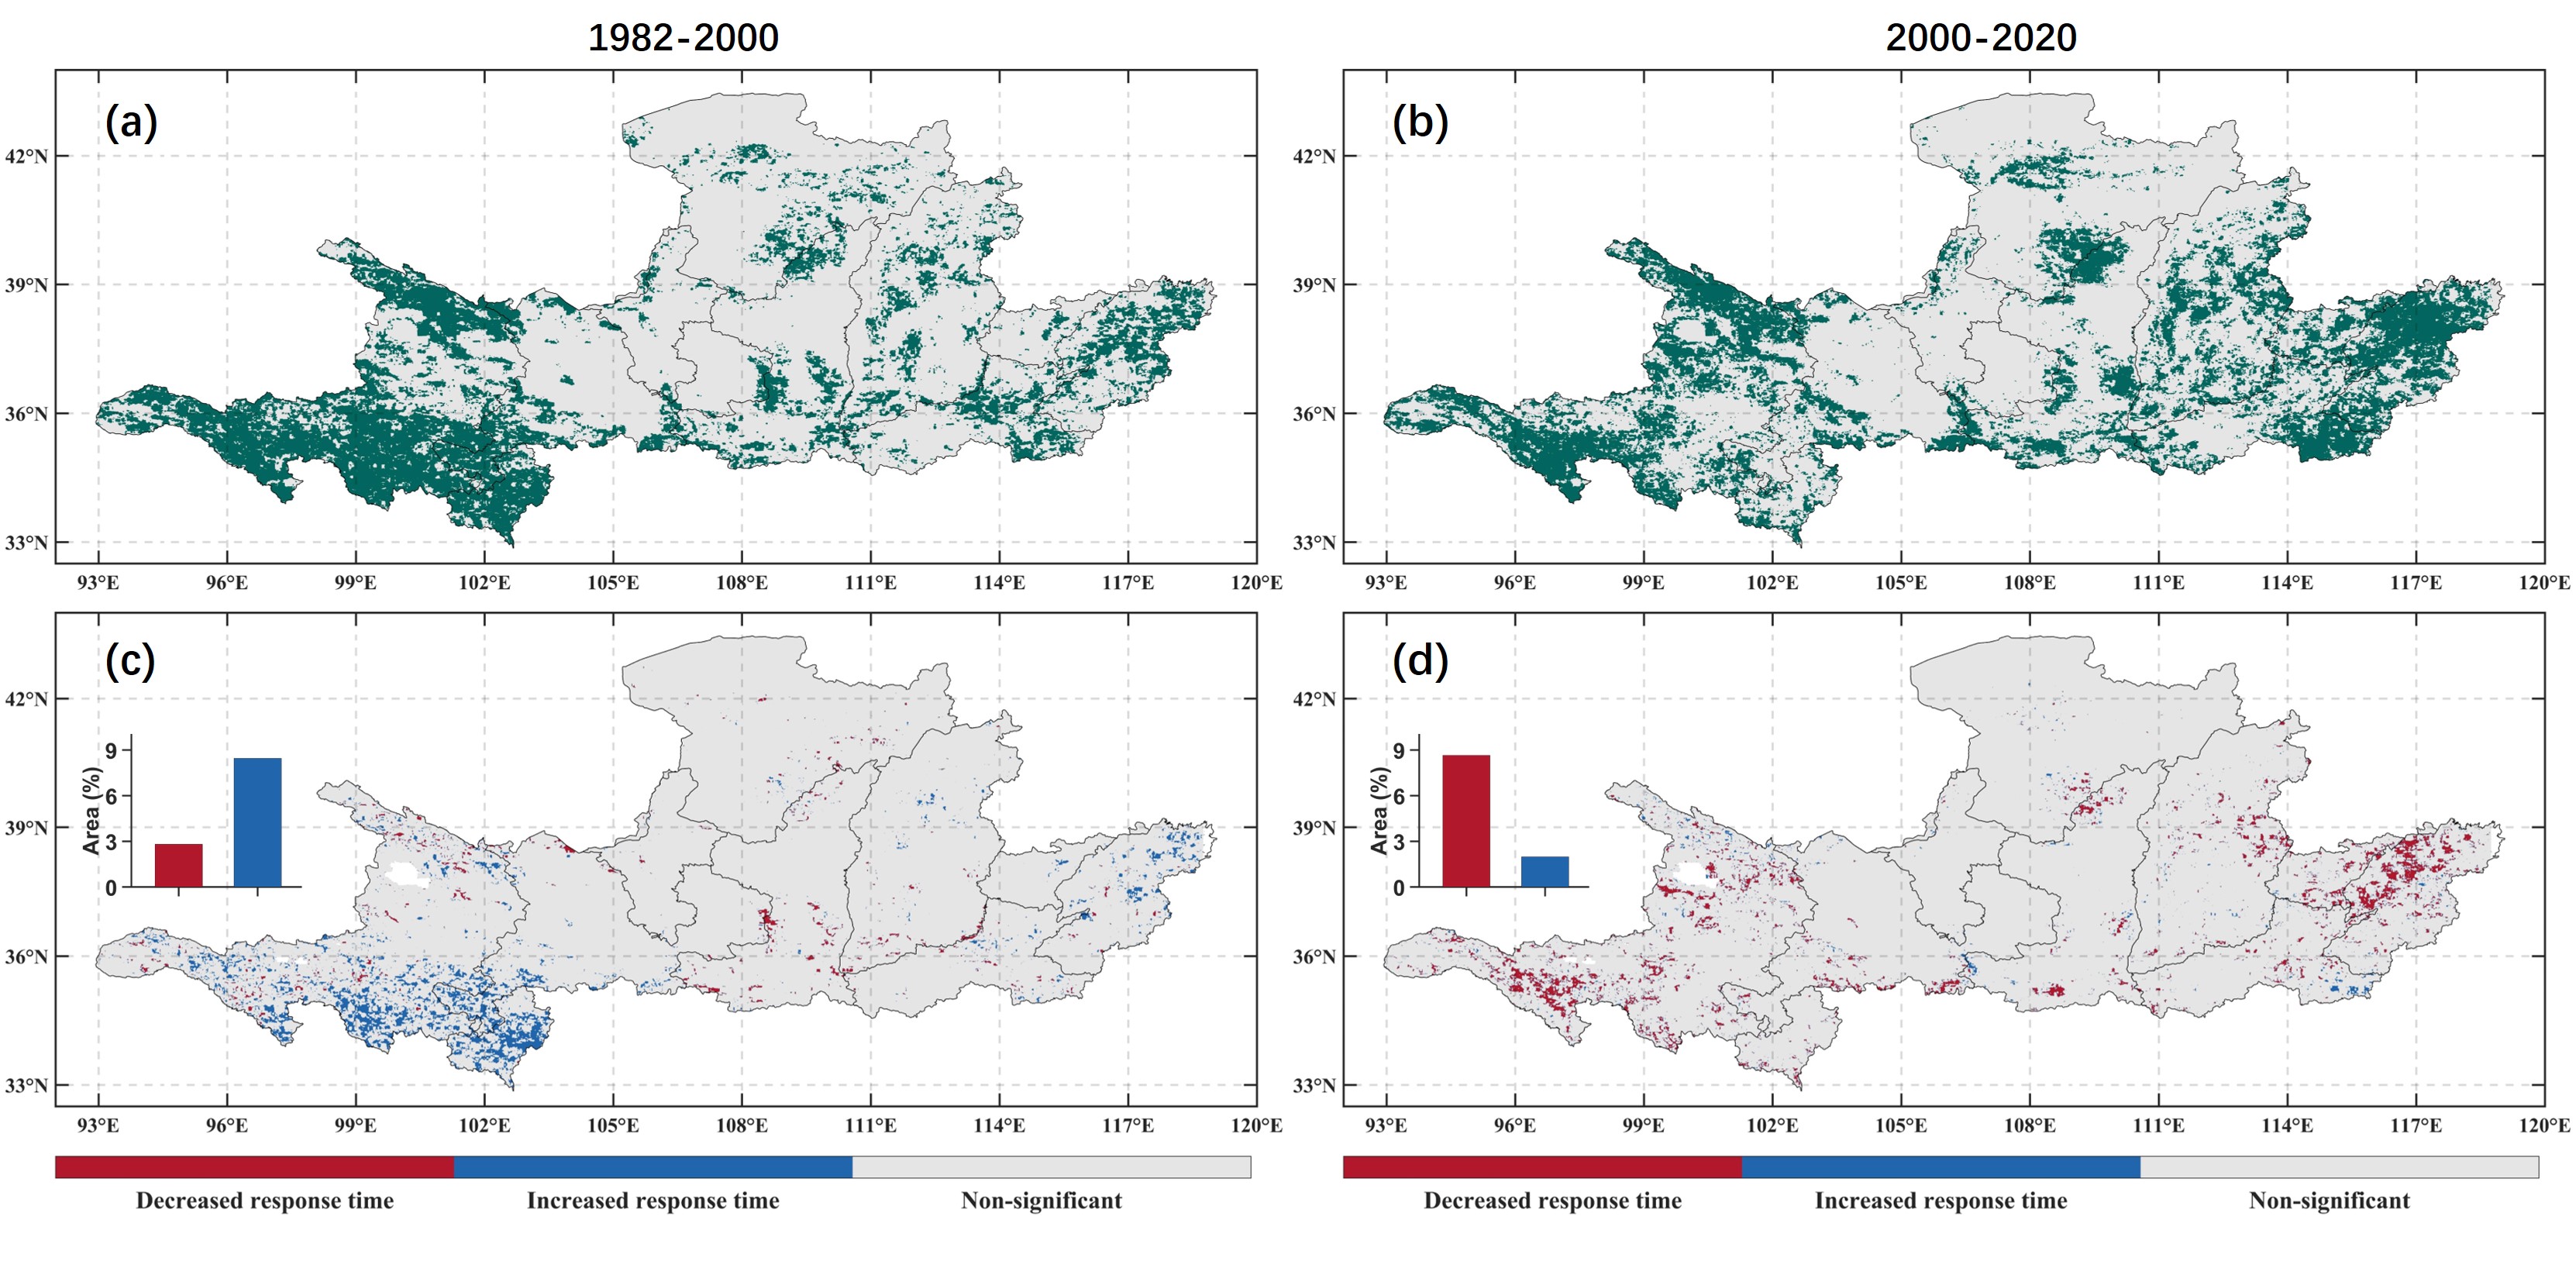 1982-2000 2000-2020
(a) (b)
42°N 42°N
39°N 39°N
36°N 36°N
33°N 33°N
93°E 96°E 99°E 102°E 105°E 108°E 111°E 114°E 117°E 120°E 93°E 96°E 99°E 102°E 105°E 108°E 111°E 114°E 117°E 120°E
(c) (d)
42°N 42°N
9 9
Area (%) Area (%)
6 6
39°N 39°N
3 3
0 0
36°N 36°N
33°N 33°N
93°E 96°E 99°E 102°E 105°E 108°E 111°E 114°E 117°E 120°E 93°E 96°E 99°E 102°E 105°E 108°E 111°E 114°E 117°E 120°E
Decreased response time Increased response time Non-significant Decreased response time Increased response time Non-significant